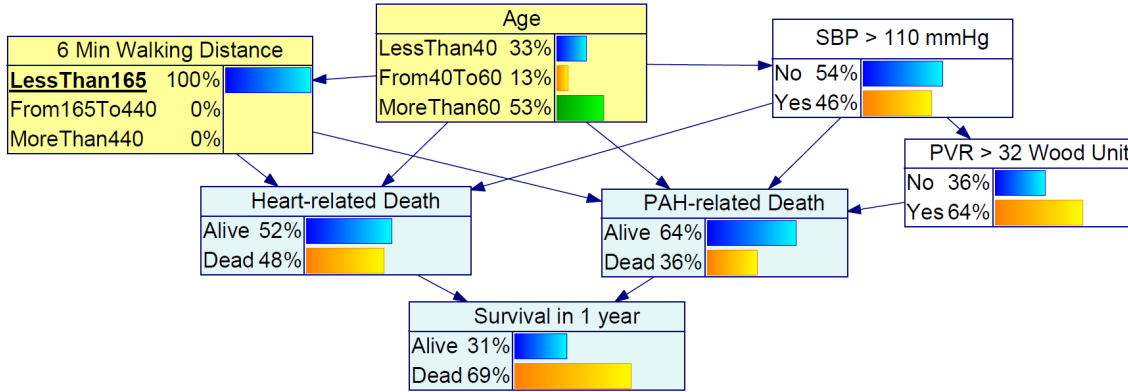 6 Min Walking Distance
LessThan165 100%
From165To440 0%
MoreThan440 0%
Age
LessThan40 33%
From40To60 13%
MoreThan60 53%
SBP > 110 mmHg
No 54%
Yes 46%
PVR > 32 Wood Unit
No 36%
Yes 64%
Heart-related Death
Alive 52%
Dead 48%
PAH-related Death
Alive 64%
Dead 36%
Survival in 1 year
Alive 31%
Dead 69%